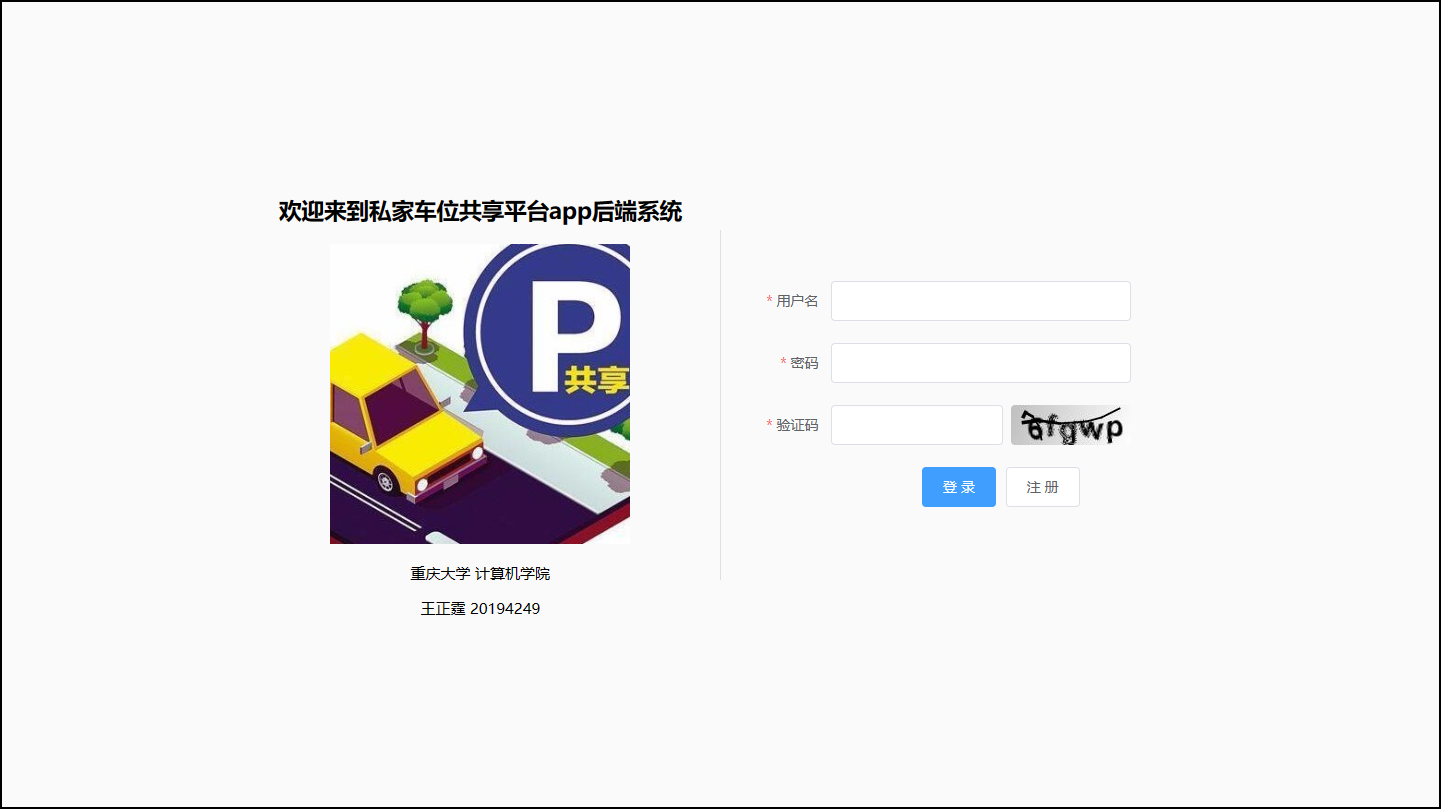 欢迎来到私家车位共享平台app后端系统
P
共享
重庆大学 计算机学院
王正霆 20194249
* 用户名
* 密码
* 验证码
登 录
注 册